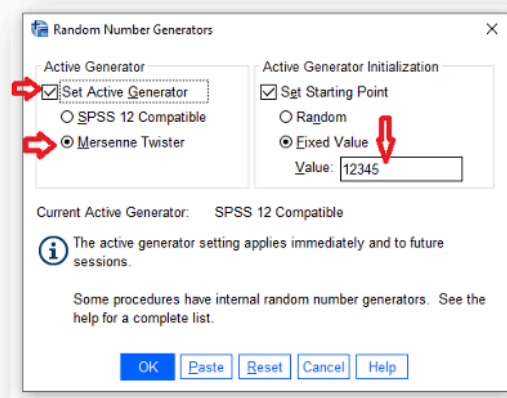 Random Number Generators
Active Generator
Set Active Generator
SPSS 12 Compatible
Mersenne Twister
Active Generator Initialization
Set Starting Point
Random
Fixed Value
Value: 12345
Current Active Generator: SPSS 12 Compatible
The active generator setting applies immediately and to future
sessions.
Some procedures have internal random number generators. See the
help for a complete list.
OK Paste Reset Cancel Help